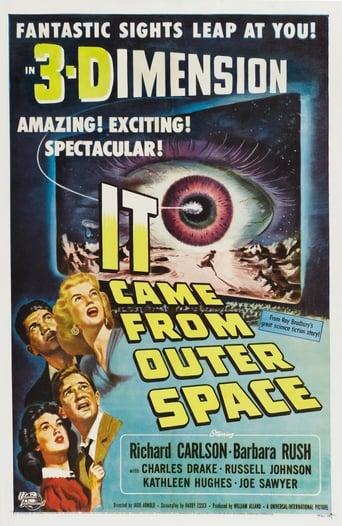 FANTASTIC SIGHTS LEAP AT YOU!
IN 3-DIMENSION
AMAZING! EXCITING!
SPECTACULAR!
IT
CAME
FROM
OUTER
SPACE
From Ray Bradbury's
great science fiction story!
Starring
Richard CARLSON · Barbara RUSH
with CHARLES DRAKE · RUSSELL JOHNSON
KATHLEEN HUGHES · JOE SAWYER
Directed by JACK ARNOLD · Screenplay by HARRY ESSEX · Produced by WILLIAM ALLAND · A UNIVERSAL-INTERNATIONAL PICTURE